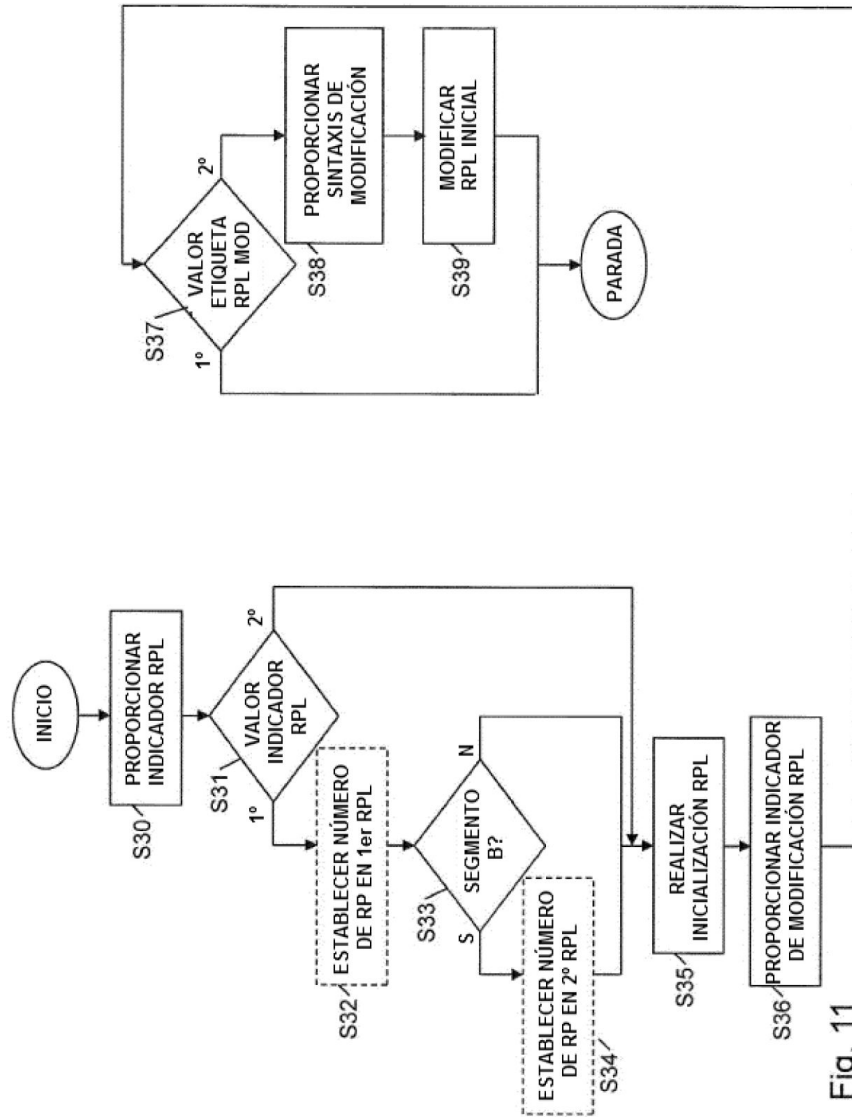 INICIO
PROPORCIONAR
INDICADOR RPL
S30
VALOR
INDICADOR
RPL
S31
1º
2º
ESTABLECER NÚMERO
DE RP EN 1er RPL
S32
SEGMENTO
B?
S33
S
N
ESTABLECER NÚMERO
DE RP EN 2º RPL
S34
REALIZAR
INICIALIZACIÓN RPL
S35
PROPORCIONAR INDICADOR
DE MODIFICACIÓN RPL
S36
VALOR
ETIQUETA
RPL MOD
S37
1º
2º
PROPORCIONAR
SINTAXIS DE
MODIFICACIÓN
S38
MODIFICAR
RPL INICIAL
S39
PARADA
Fig. 11